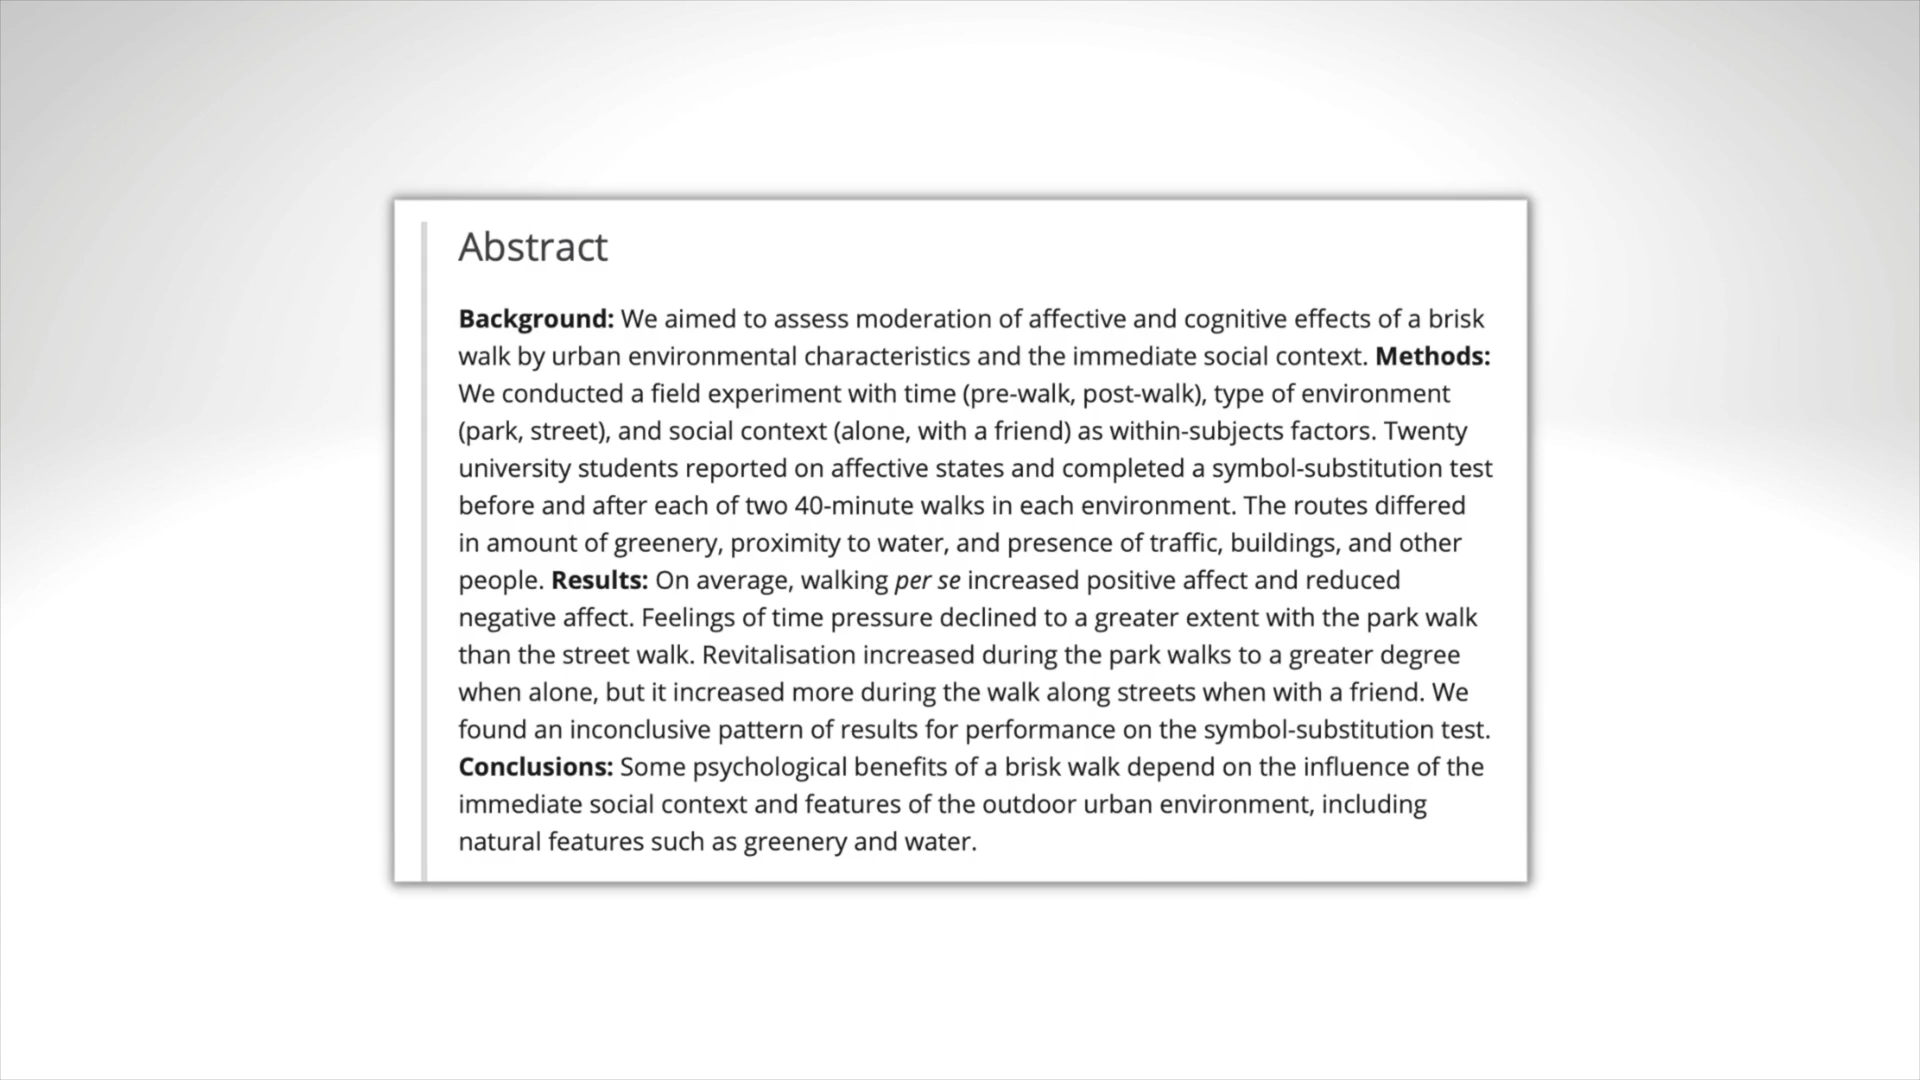 Abstract
Background: We aimed to assess moderation of affective and cognitive effects of a brisk
walk by urban environmental characteristics and the immediate social context. Methods:
We conducted a field experiment with time (pre-walk, post-walk), type of environment
(park, street), and social context (alone, with a friend) as within-subjects factors. Twenty
university students reported on affective states and completed a symbol-substitution test
before and after each of two 40-minute walks in each environment. The routes differed
in amount of greenery, proximity to water, and presence of traffic, buildings, and other
people. Results: On average, walking per se increased positive affect and reduced
negative affect. Feelings of time pressure declined to a greater extent with the park walk
than the street walk. Revitalisation increased during the park walks to a greater degree
when alone, but it increased more during the walk along streets when with a friend. We
found an inconclusive pattern of results for performance on the symbol-substitution test.
Conclusions: Some psychological benefits of a brisk walk depend on the influence of the
immediate social context and features of the outdoor urban environment, including
natural features such as greenery and water.